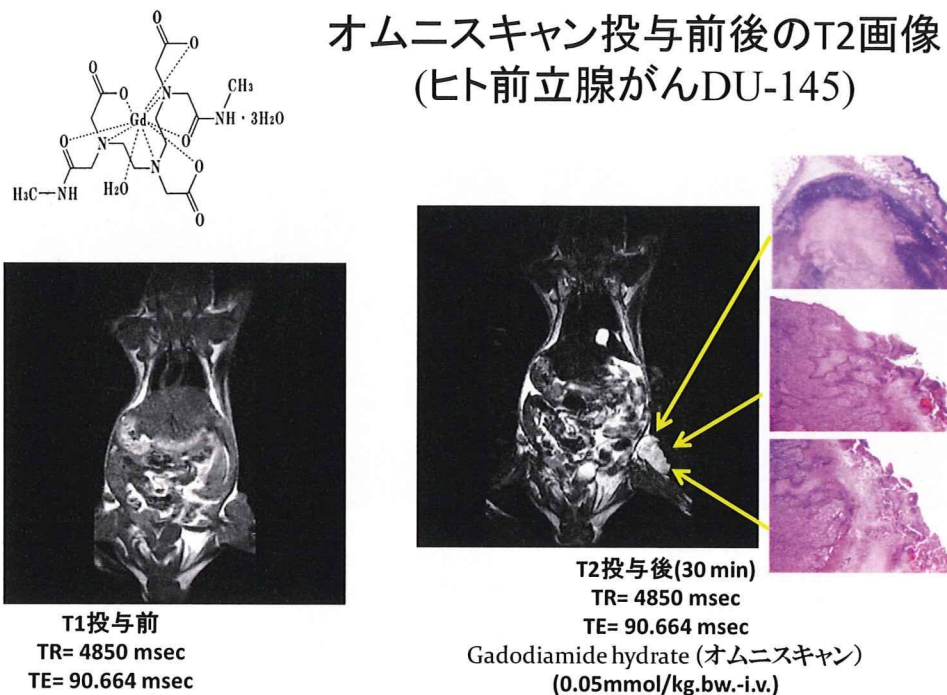 オムニスキャン投与前後のT2画像
(ヒト前立腺がんDU-145)
O
O
O
O
N
CH₃
NH · 3H₂O
Gd
O
O
N
N
O
H₂O
H₃C
NH
O
T1投与前
TR= 4850 msec
TE= 90.664 msec
T2投与後(30 min)
TR= 4850 msec
TE= 90.664 msec
Gadodiamide hydrate (オムニスキャン)
(0.05mmol/kg.bw.-i.v.)